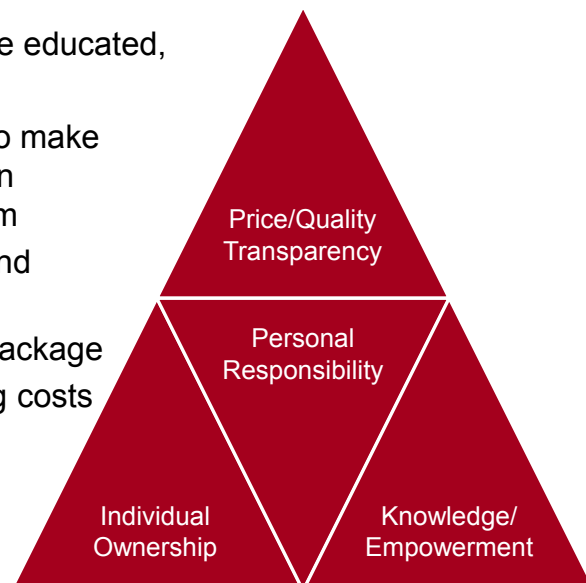 e educated,
o make
n
m
nd
ackage
g costs
Price/Quality
Transparency
Personal
Responsibility
Individual
Ownership
Knowledge/
Empowerment